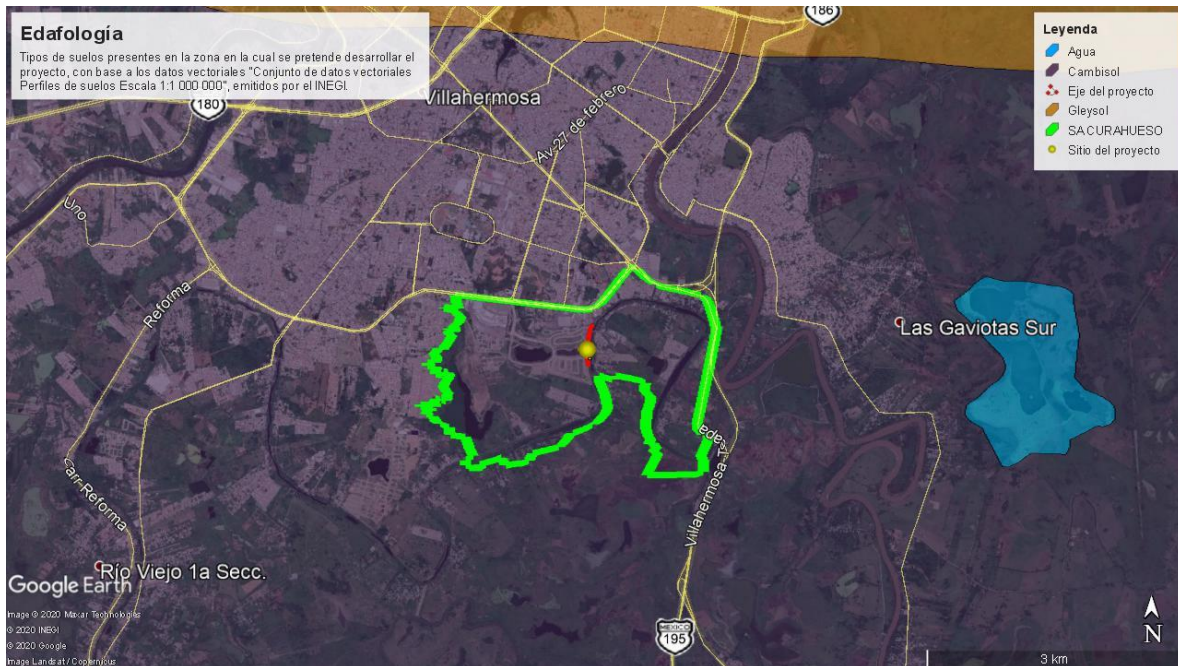 Edafología
Tipos de suelos presentes en la zona en la cual se pretende desarrollar el
proyecto, con base a los datos vectoriales "Conjunto de datos vectoriales
Perfiles de suelos Escala 1:1 000 000", emitidos por el INEGI.
186
Leyenda
Agua
Cambisol
Eje del proyecto
Gleysol
SA CURAHUESO
Sitio del proyecto
180
Villahermosa
Av-27 de febrero
Uno
Reforma
Las Gaviotas Sur
Carr-Reforma
Villahermosa
Río Viejo 1a Secc.
Google Earth
Image © 2020 Maxar Technologies
© 2020 INEGI
© 2020 Google
Image Landsat / Copernicus
MEXICO
195
N
3 km